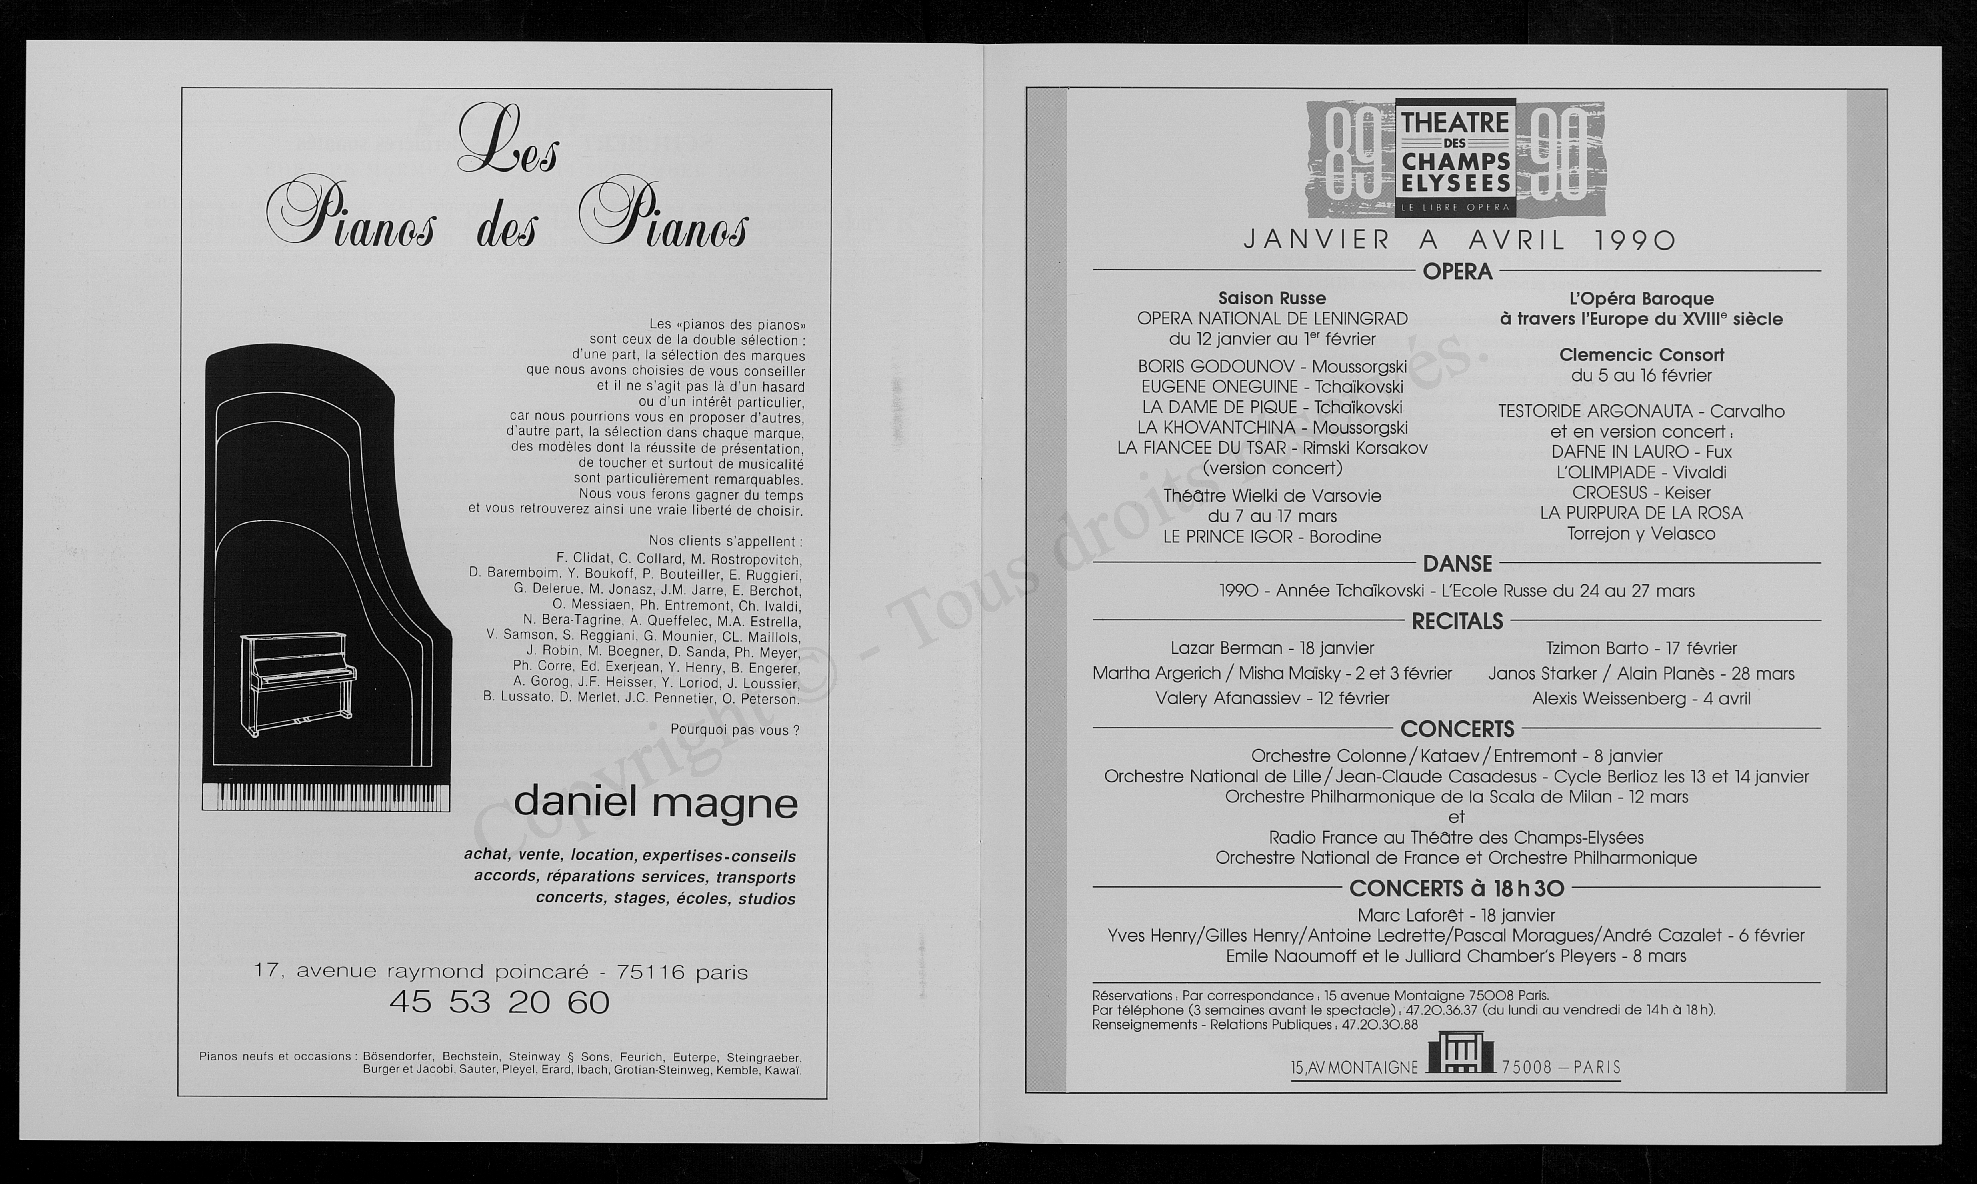 Les
Pianos des Pianos
Les «pianos des pianos»
sont ceux de la double sélection :
d'une part, la sélection des marques
que nous avons choisies de vous conseiller
et il ne s'agit pas là d'un hasard
ou d'un intérêt particulier,
car nous pourrions vous en proposer d'autres,
d'autre part, la sélection dans chaque marque,
des modèles dont la réussite de présentation,
de toucher et surtout de musicalité
sont particulièrement remarquables.
Nous vous ferons gagner du temps
et vous retrouverez ainsi une vraie liberté de choisir.
Nos clients s'appellent :
F. Clidat, C. Collard, M. Rostropovitch,
D. Baremboim, Y. Boukoff, P. Bouteiller, E. Ruggieri,
G. Delerue, M. Jonasz, J.M. Jarre, E. Berchot,
O. Messiaen, Ph. Entremont, Ch. Ivaldi,
N. Bera-Tagrine, A. Queffelec, M.A. Estrella,
V. Samson, S. Reggiani, G. Mounier, CL. Maillols,
J. Robin, M. Boegner, D. Sanda, Ph. Meyer,
Ph. Corre, Ed. Exerjean, Y. Henry, B. Engerer,
A. Gorog, J.F. Heisser, Y. Loriod, J. Loussier,
B. Lussato, D. Merlet, J.C. Pennetier, O. Peterson.
Pourquoi pas vous ?
daniel magne
achat, vente, location, expertises-conseils
accords, réparations services, transports
concerts, stages, écoles, studios
17, avenue raymond poincaré - 75116 paris
45 53 20 60
Pianos neufs et occasions : Bösendorfer, Bechstein, Steinway § Sons, Feurich, Euterpe, Steingraeber,
Burger et Jacobi, Sauter, Pleyel, Erard, Ibach, Grotian-Steinweg, Kemble, Kawaï.
89 THEATRE DES CHAMPS ELYSEES 90
LE LIBRE OPERA
JANVIER A AVRIL 1990
OPERA
Saison Russe
OPERA NATIONAL DE LENINGRAD
du 12 janvier au 1er février
BORIS GODOUNOV - Moussorgski
EUGENE ONEGUINE - Tchaïkovski
LA DAME DE PIQUE - Tchaïkovski
LA KHOVANTCHINA - Moussorgski
LA FIANCEE DU TSAR - Rimski Korsakov
(version concert)
Théâtre Wielki de Varsovie
du 7 au 17 mars
LE PRINCE IGOR - Borodine
L'Opéra Baroque
à travers l'Europe du XVIIIe siècle
Clemencic Consort
du 5 au 16 février
TESTORIDE ARGONAUTA - Carvalho
et en version concert :
DAFNE IN LAURO - Fux
L'OLIMPIADE - Vivaldi
CROESUS - Keiser
LA PURPURA DE LA ROSA
Torrejon y Velasco
DANSE
1990 - Année Tchaïkovski - L'Ecole Russe du 24 au 27 mars
RECITALS
Lazar Berman - 18 janvier
Martha Argerich / Misha Maïsky - 2 et 3 février
Valery Afanassiev - 12 février
Tzimon Barto - 17 février
Janos Starker / Alain Planès - 28 mars
Alexis Weissenberg - 4 avril
CONCERTS
Orchestre Colonne / Kataev / Entremont - 8 janvier
Orchestre National de Lille / Jean-Claude Casadesus - Cycle Berlioz les 13 et 14 janvier
Orchestre Philharmonique de la Scala de Milan - 12 mars
et
Radio France au Théâtre des Champs-Elysées
Orchestre National de France et Orchestre Philharmonique
CONCERTS à 18 h 30
Marc Laforêt - 18 janvier
Yves Henry/Gilles Henry/Antoine Ledrette/Pascal Moragues/André Cazalet - 6 février
Emile Naoumoff et le Julliard Chamber's Pleyers - 8 mars
Réservations : Par correspondance : 15 avenue Montaigne 75008 Paris.
Par téléphone (3 semaines avant le spectacle) : 47.20.36.37 (du lundi au vendredi de 14h à 18h).
Renseignements - Relations Publiques : 47.20.30.88
15, AV MONTAIGNE 75008 – PARIS
Copyright © - Tous droits réservés.